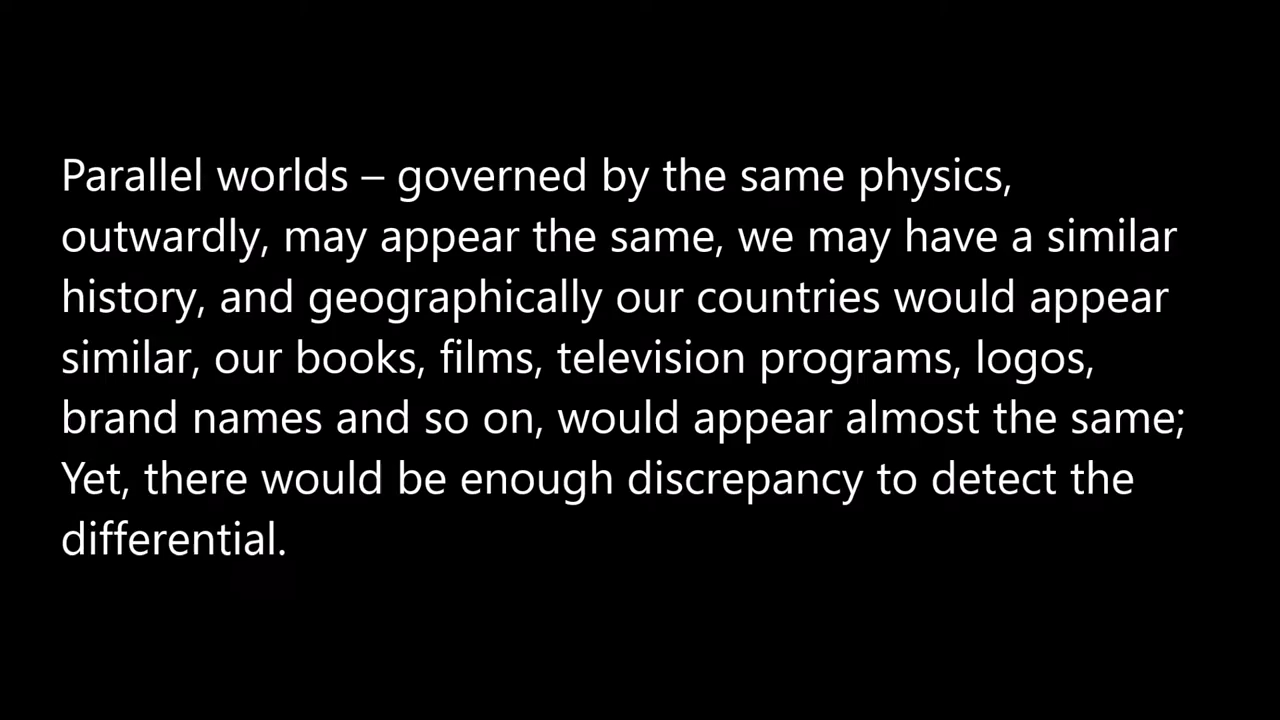 Parallel worlds – governed by the same physics,
outwardly, may appear the same, we may have a similar
history, and geographically our countries would appear
similar, our books, films, television programs, logos,
brand names and so on, would appear almost the same;
Yet, there would be enough discrepancy to detect the
differential.